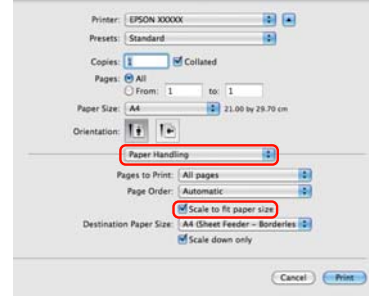 Printer: EPSON XXXXX
Presets: Standard
Copies: 1 Collated
Pages: All
From: 1 to: 1
Paper Size: A4 21.00 by 29.70 cm
Orientation:
Paper Handling
Pages to Print: All pages
Page Order: Automatic
Scale to fit paper size
Destination Paper Size: A4 (Sheet Feeder – Borderles
Scale down only
Cancel Print